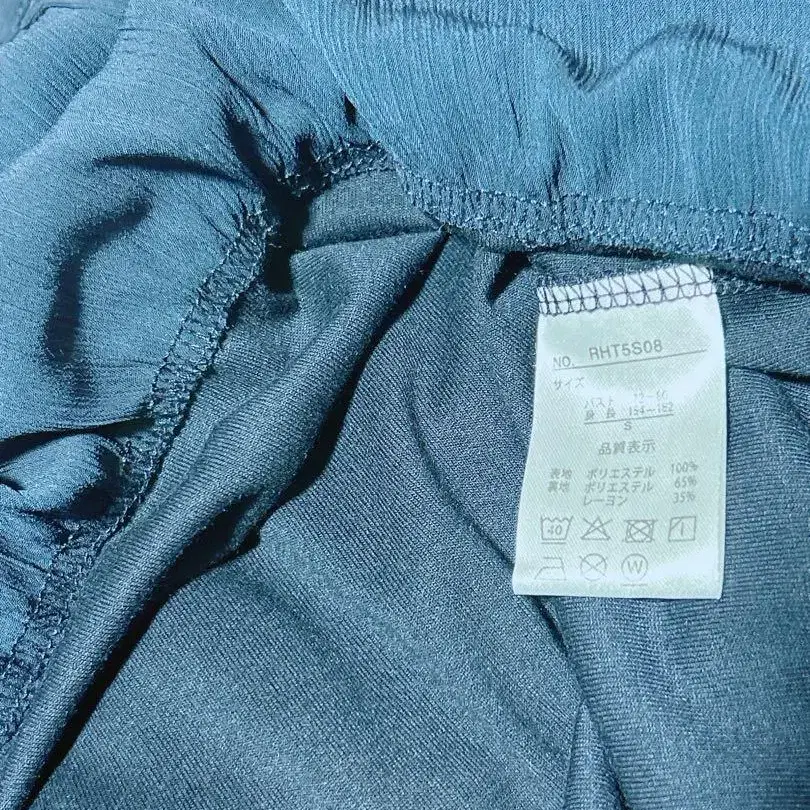 NO. RHT5S08
サイズ
バスト
身長 154-162
S
品質表示
表地 ポリエステル 100%
裏地 ポリエステル 65%
レーヨン 35%
40
W